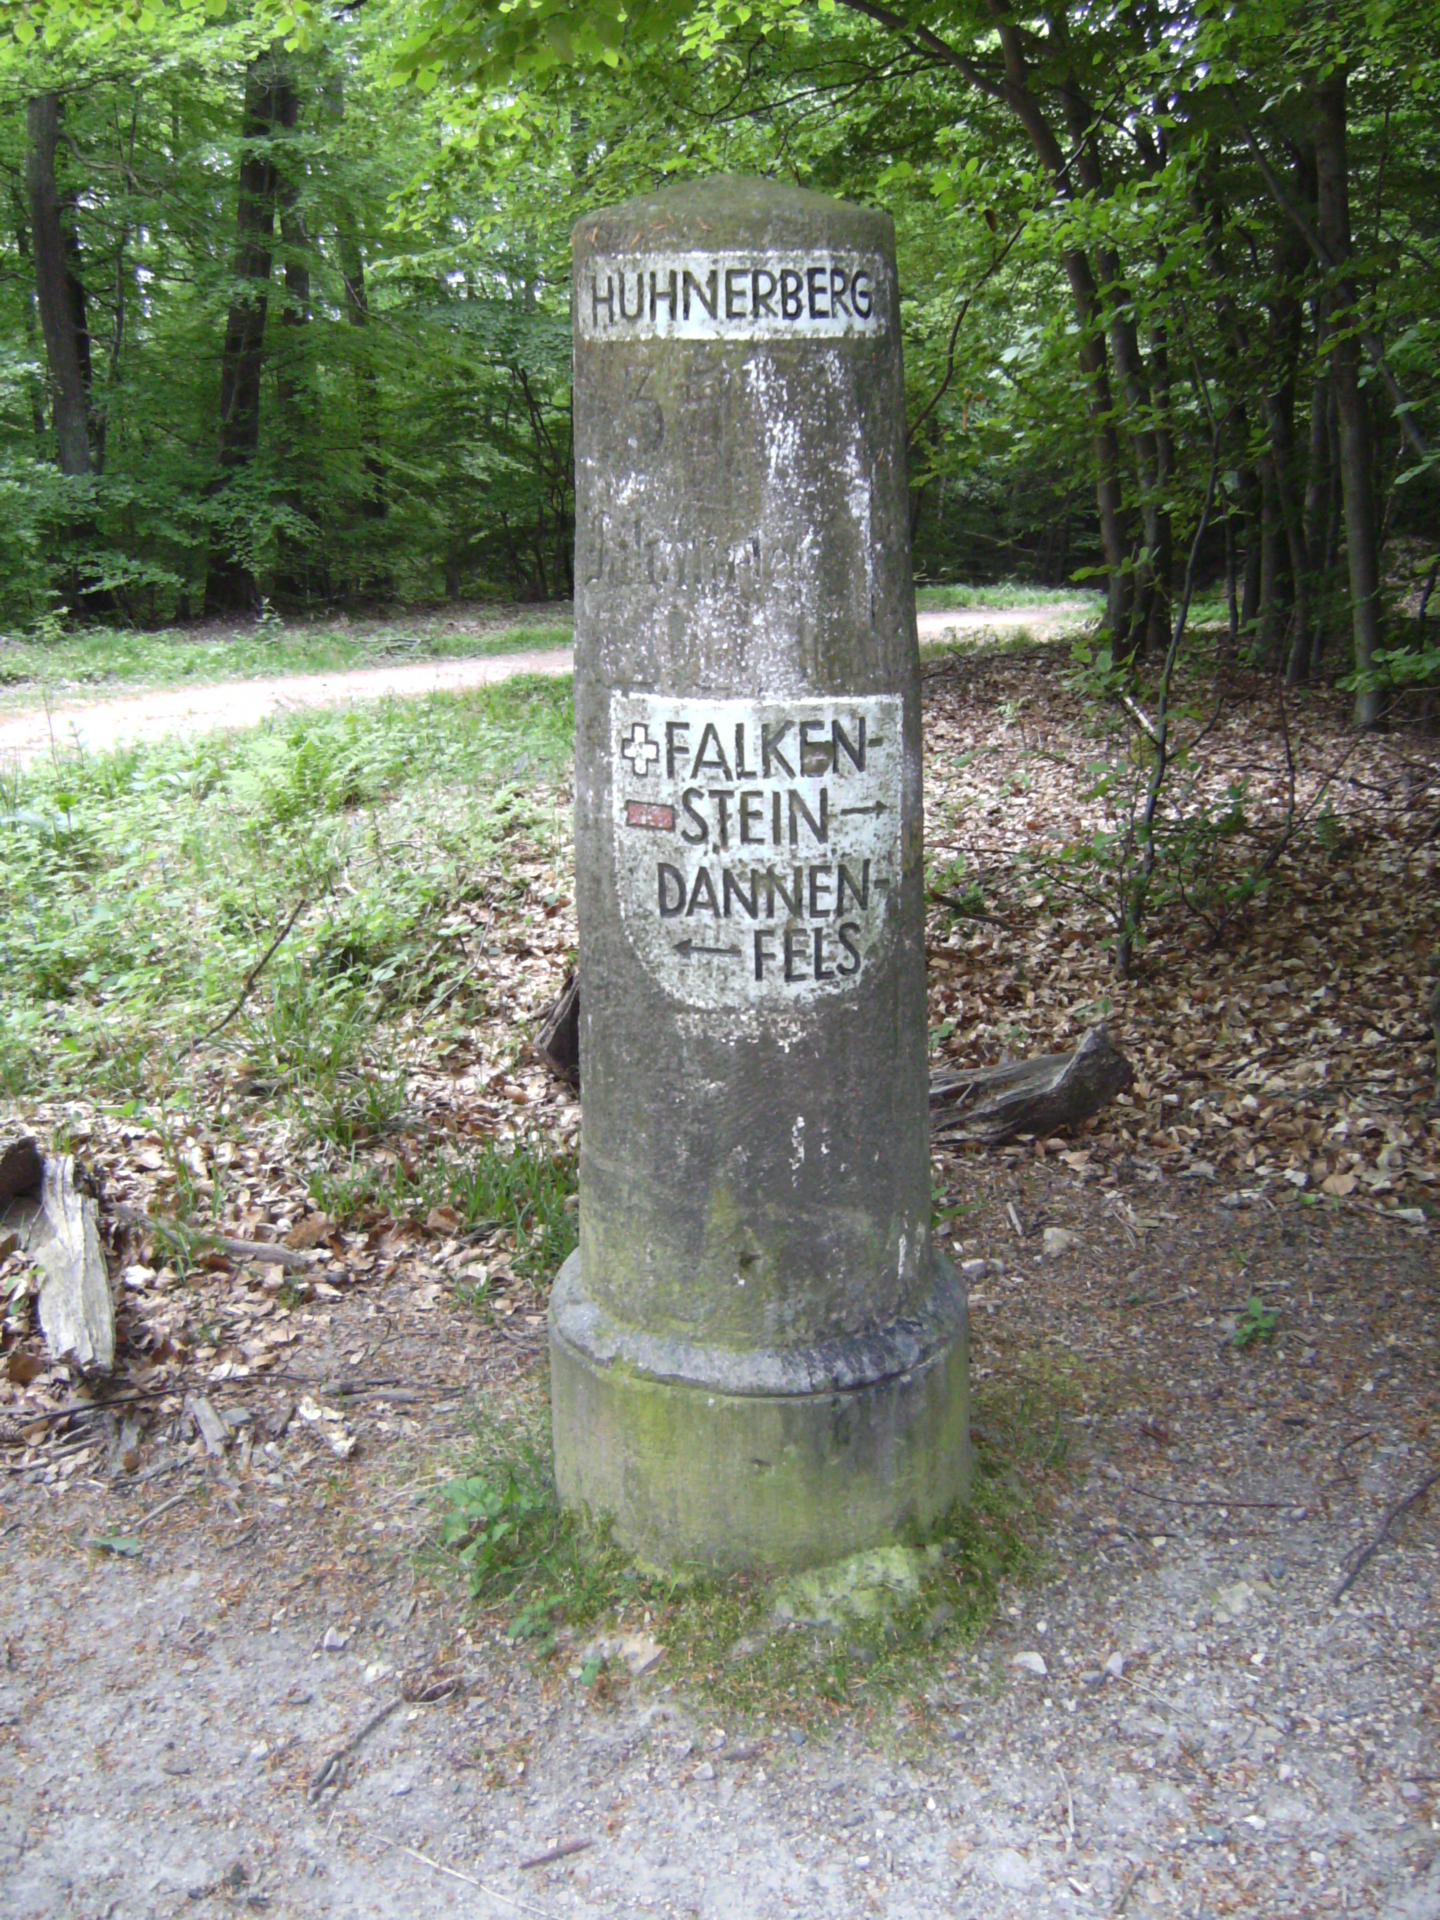 HUHNERBERG
FALKEN-
STEIN →
DANNEN-
← FELS